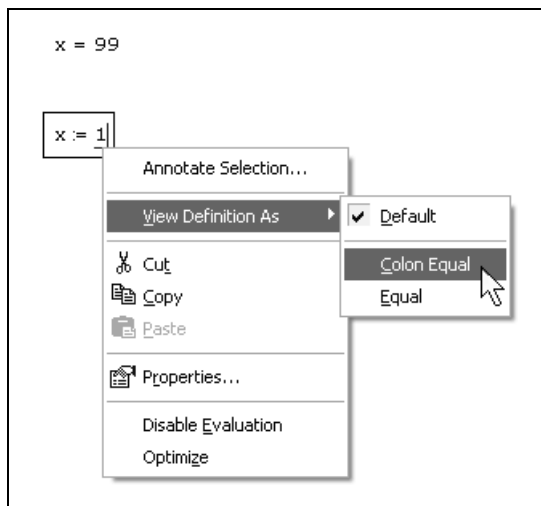 x = 99
x := 1
Annotate Selection...
View Definition As
Default
Cut
Colon Equal
Copy
Equal
Paste
Properties...
Disable Evaluation
Optimize